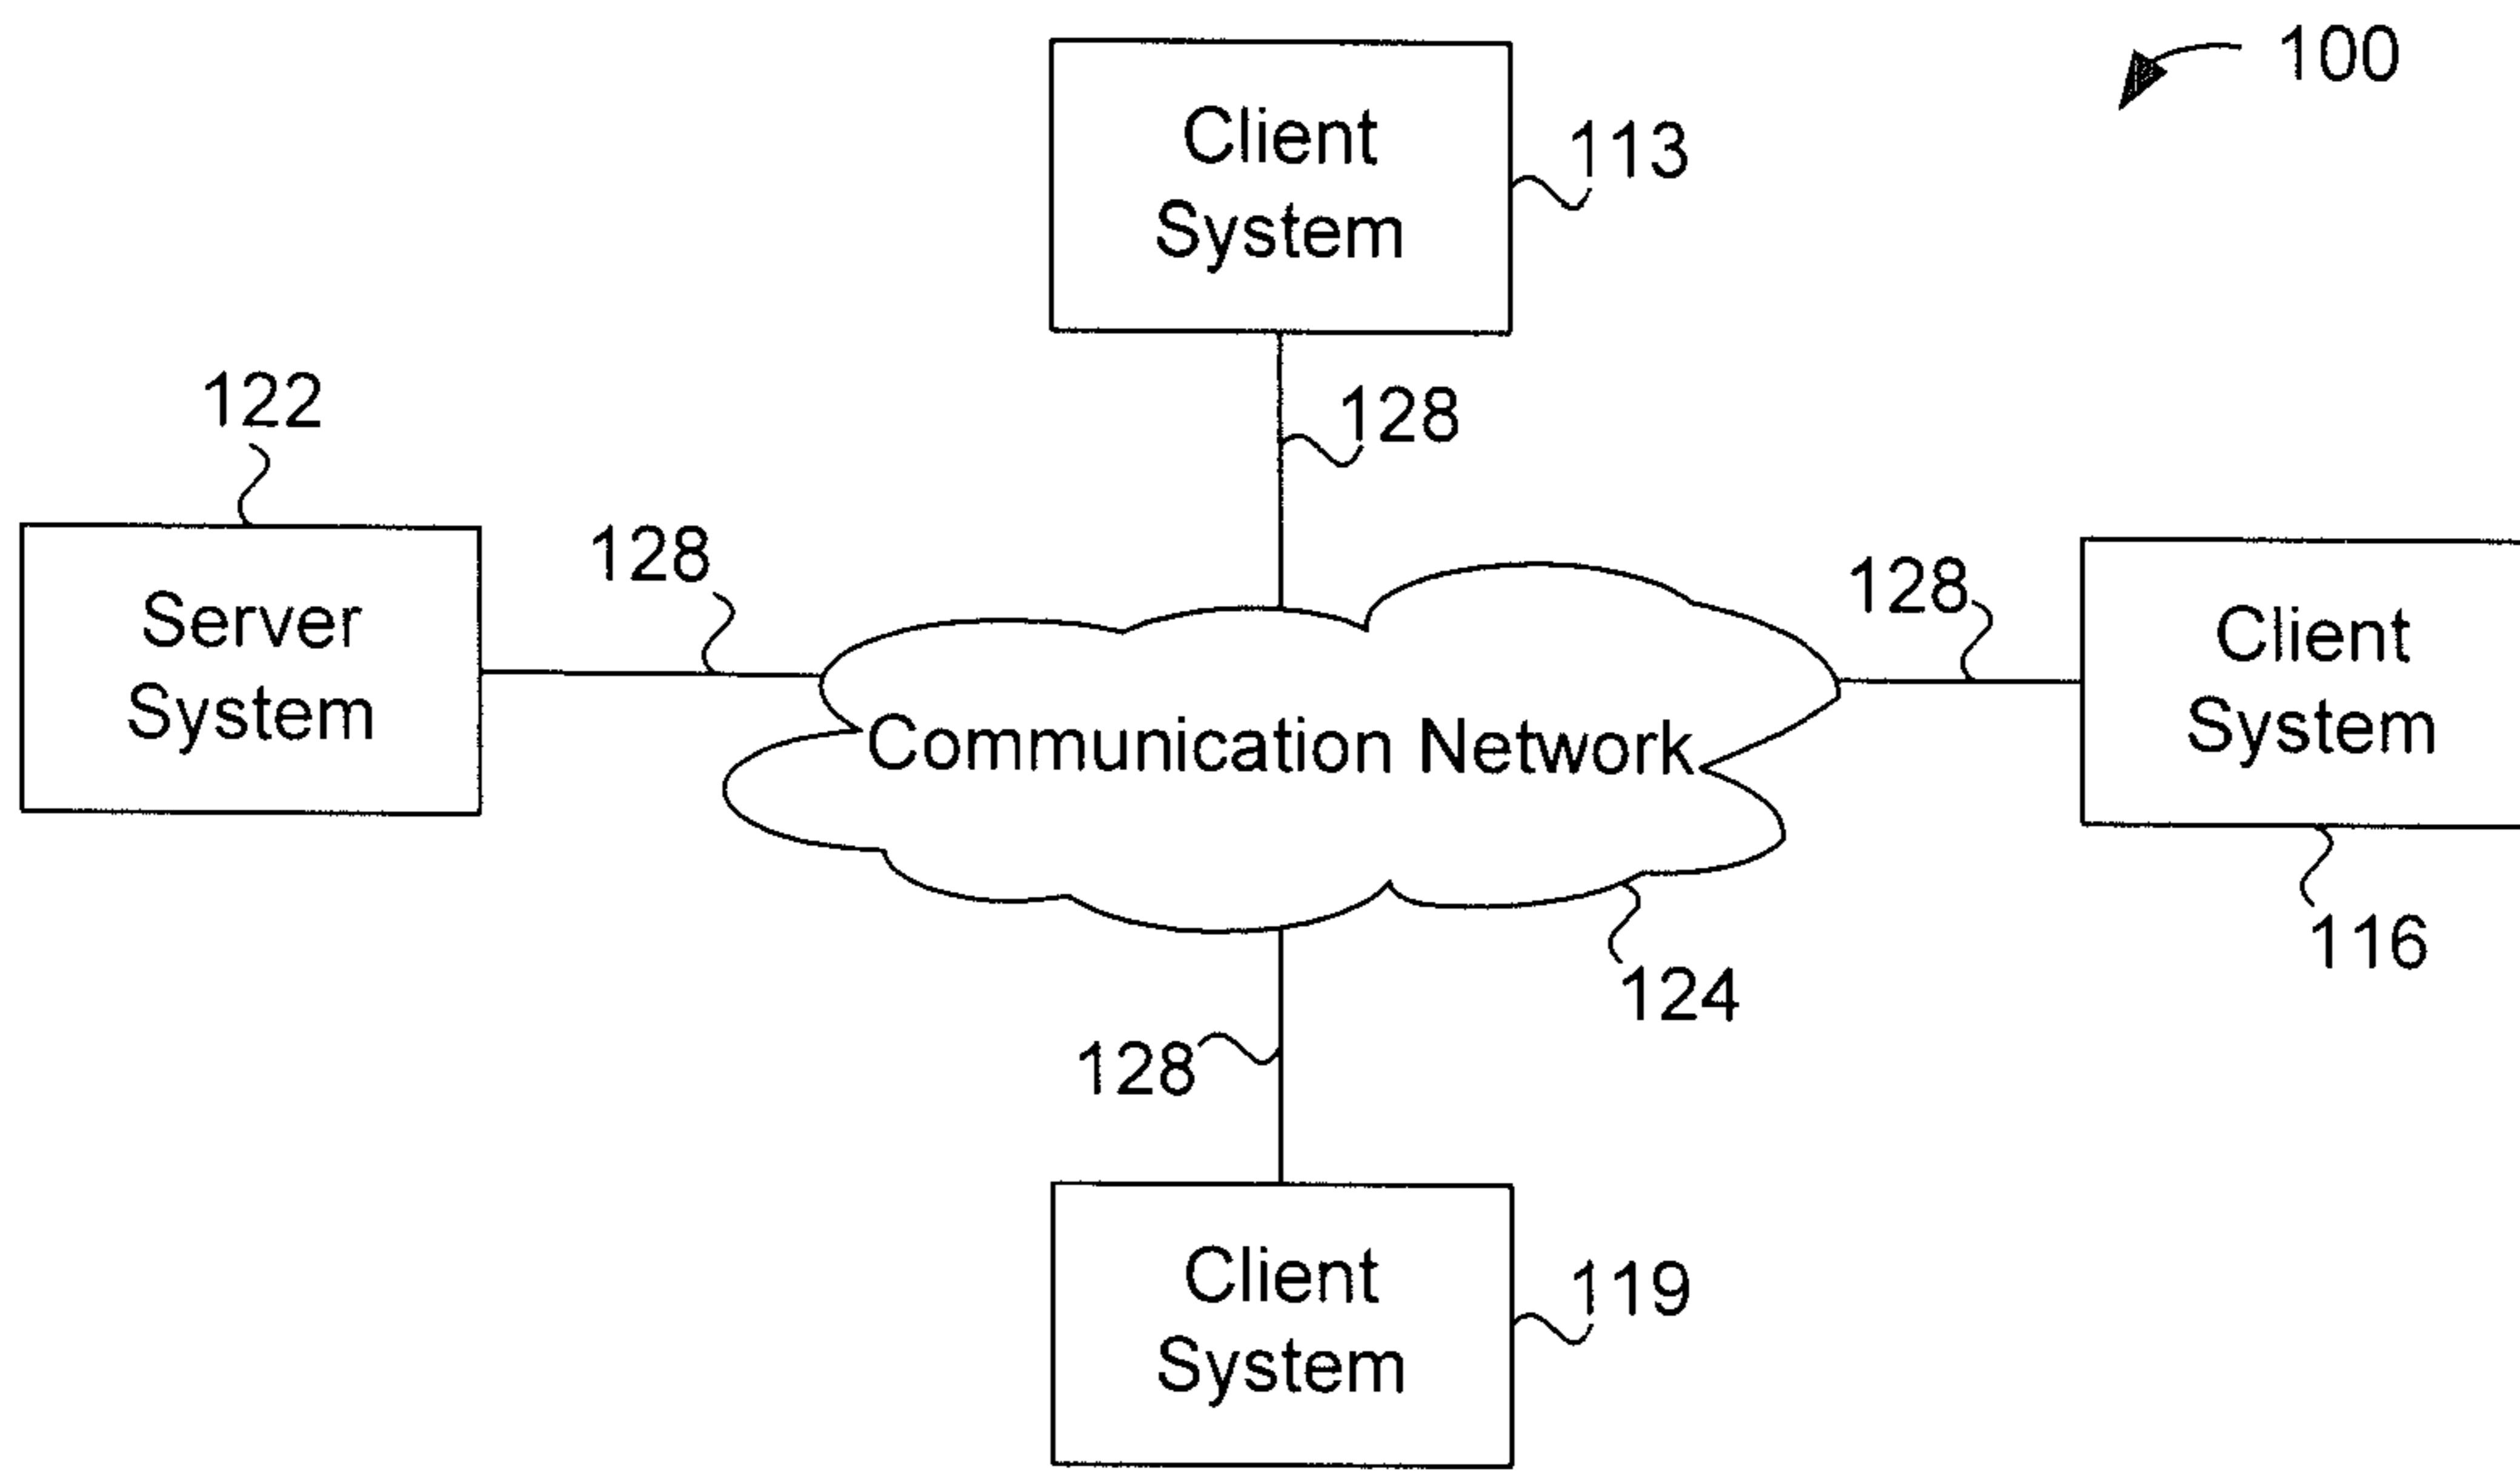 100
Client
System
113
128
122
Server
System
128
128
Client
System
116
Communication Network
124
128
Client
System
119